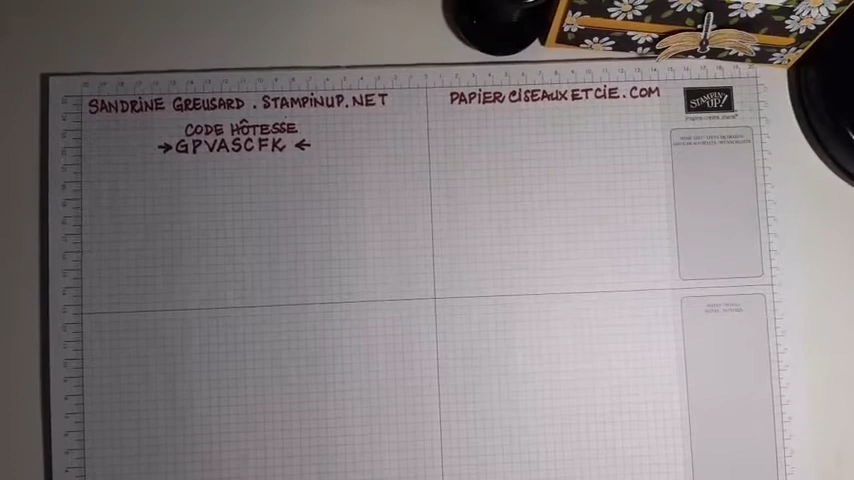 SANDRINE GREUSARD . STAMPINUP.NET
PAPIERCISEAUXETCIE.COM
CODE HÔTESSE
→GPVASCFK←
STAMPIN' UP!